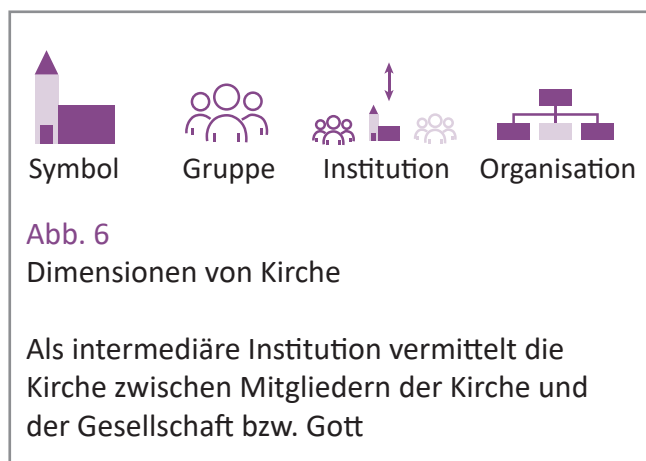 Symbol Gruppe Institution Organisation
Abb. 6
Dimensionen von Kirche
Als intermediäre Institution vermittelt die
Kirche zwischen Mitgliedern der Kirche und
der Gesellschaft bzw. Gott